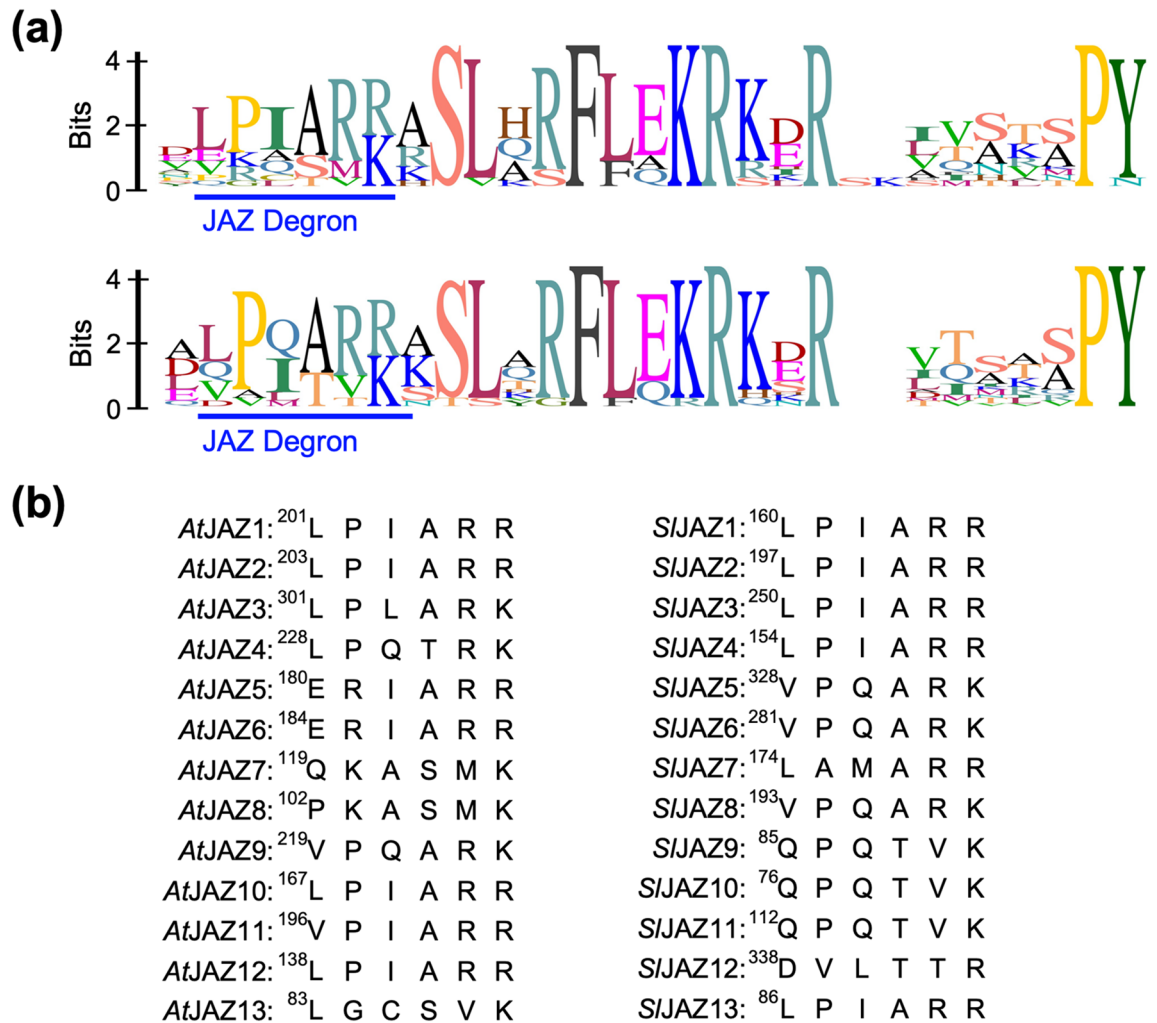 (a)
4
2
0
Bits
JAZ Degron
4
2
0
Bits
JAZ Degron
(b)
AtJAZ1: 201L P I A R R
AtJAZ2: 203L P I A R R
AtJAZ3: 301L P L A R K
AtJAZ4: 228L P Q T R K
AtJAZ5: 180E R I A R R
AtJAZ6: 184E R I A R R
AtJAZ7: 119Q K A S M K
AtJAZ8: 102P K A S M K
AtJAZ9: 219V P Q A R K
AtJAZ10: 167L P I A R R
AtJAZ11: 196V P I A R R
AtJAZ12: 138L P I A R R
AtJAZ13: 83L G C S V K
SlJAZ1: 160L P I A R R
SlJAZ2: 197L P I A R R
SlJAZ3: 250L P I A R R
SlJAZ4: 154L P I A R R
SlJAZ5: 328V P Q A R K
SlJAZ6: 281V P Q A R K
SlJAZ7: 174L A M A R R
SlJAZ8: 193V P Q A R K
SlJAZ9: 85Q P Q T V K
SlJAZ10: 76Q P Q T V K
SlJAZ11: 112Q P Q T V K
SlJAZ12: 338D V L T T R
SlJAZ13: 86L P I A R R